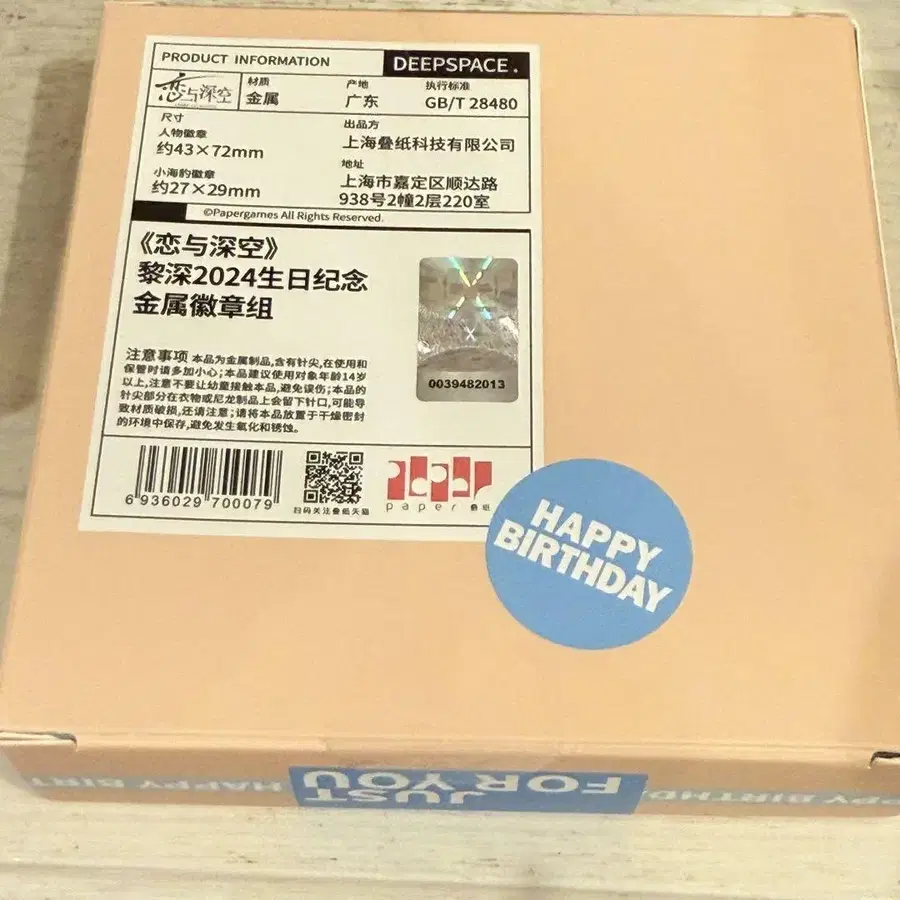 PRODUCT INFORMATION
DEEPSPACE.
恋与深空
材质
金属
产地
广东
执行标准
GB/T 28480
尺寸
人物徽章
约43×72mm
小海豹徽章
约27×29mm
出品方
上海叠纸科技有限公司
地址
上海市嘉定区顺达路
938号2幢2层220室
©Papergames All Rights Reserved.
《恋与深空》
黎深2024生日纪念
金属徽章组
0039482013
注意事项 本品为金属制品,含有针尖,在使用和
保管时请多加小心;本品建议使用对象年龄14岁
以上,注意不要让幼童接触本品,避免误伤;本品的
针尖部分在衣物或尼龙制品上会留下针口,可能导
致材质破损,还请注意;请将本品放置于干燥密封
的环境中保存,避免发生氧化和锈蚀。
6 936029 700079
扫码关注叠纸天猫
paper
paper 叠纸
HAPPY
BIRTHDAY
HAPPY BIRT
JUST
FOR YOU
PPY BIRTHD